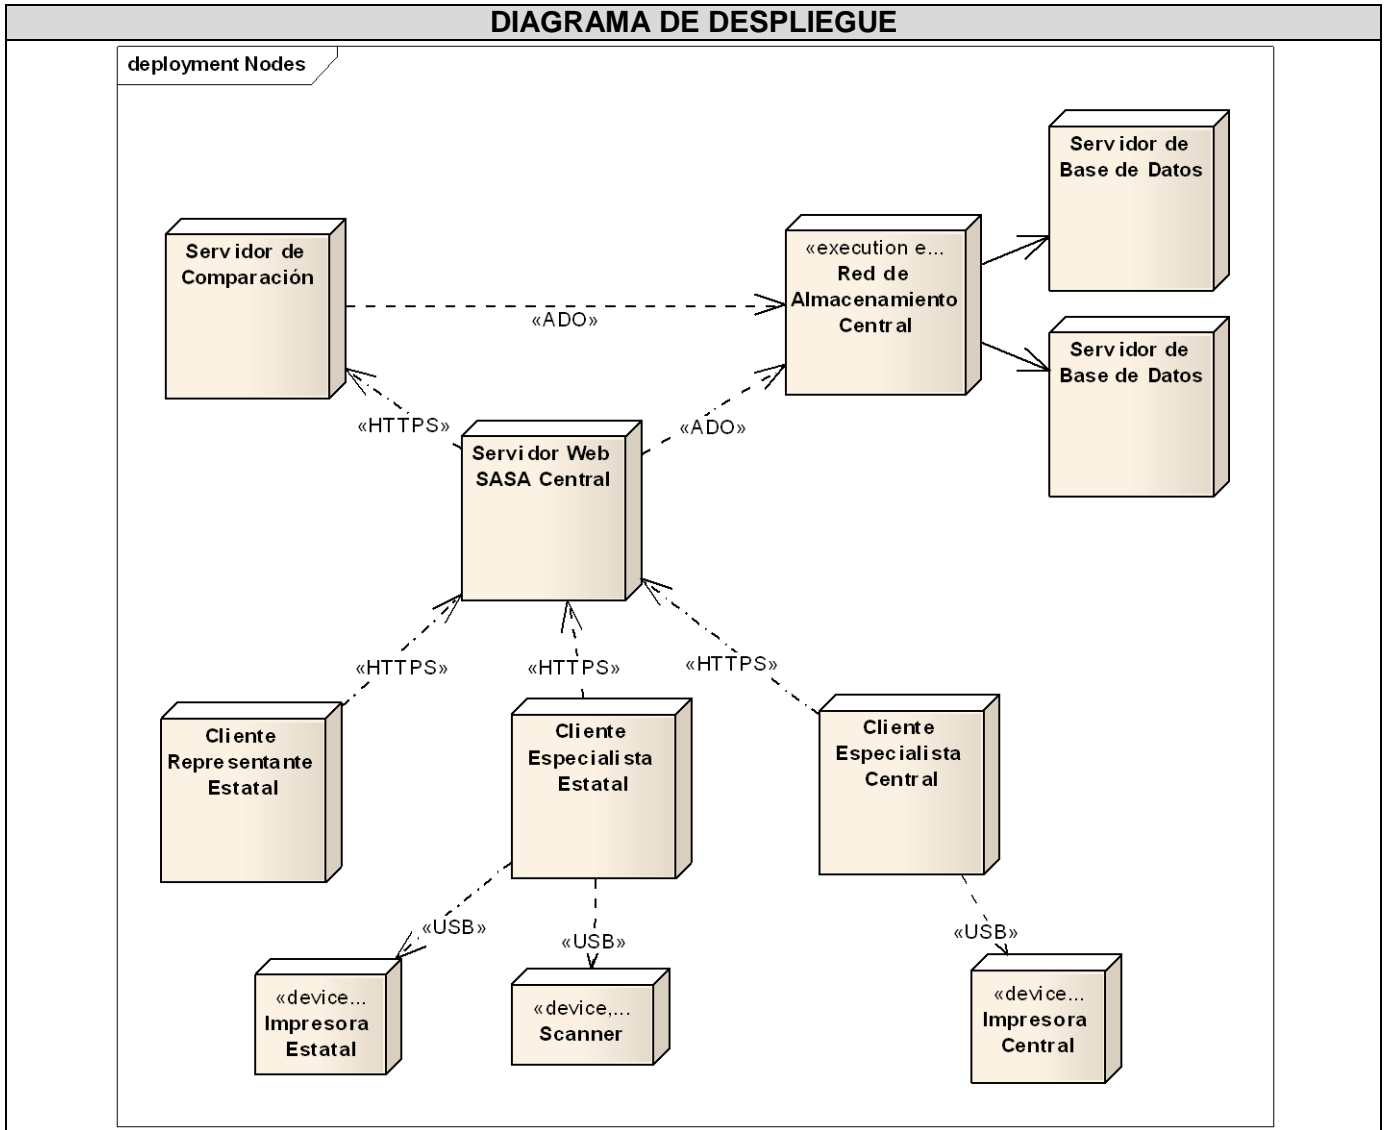 DIAGRAMA DE DESPLIEGUE
deployment Nodes
Servidor de
Base de Datos
Servidor de
Comparación
«execution e...
Red de
Almacenamiento
Central
«ADO»
Servidor de
Base de Datos
«HTTPS»
«ADO»
Servidor Web
SASA Central
«HTTPS»
«HTTPS»
«HTTPS»
Cliente
Representante
Estatal
Cliente
Especialista
Estatal
Cliente
Especialista
Central
«USB»
«USB»
«USB»
«device...
Impresora
Estatal
«device,...
Scanner
«device...
Impresora
Central